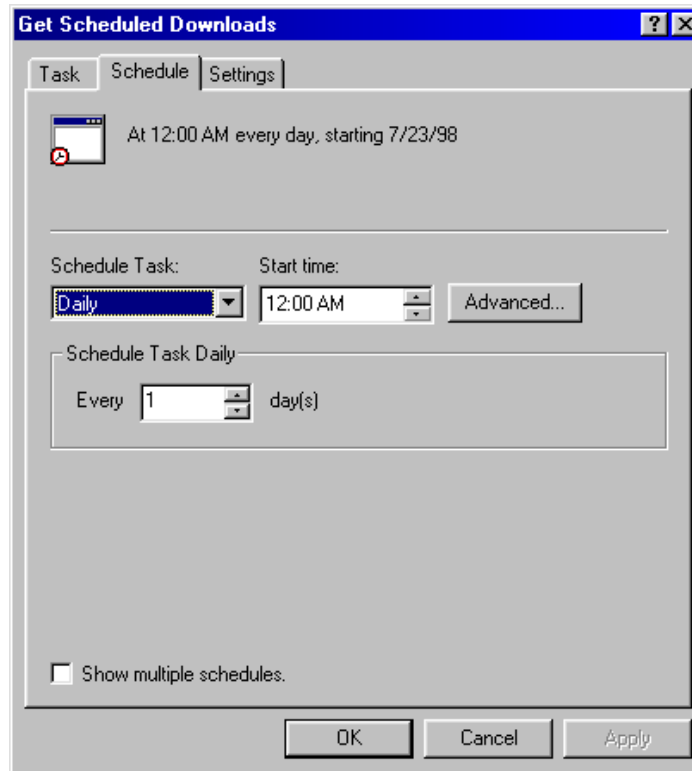 Get Scheduled Downloads
Task Schedule Settings
At 12:00 AM every day, starting 7/23/98
Schedule Task: Start time:
Daily 12:00 AM Advanced...
Schedule Task Daily
Every 1 day(s)
Show multiple schedules.
OK Cancel Apply